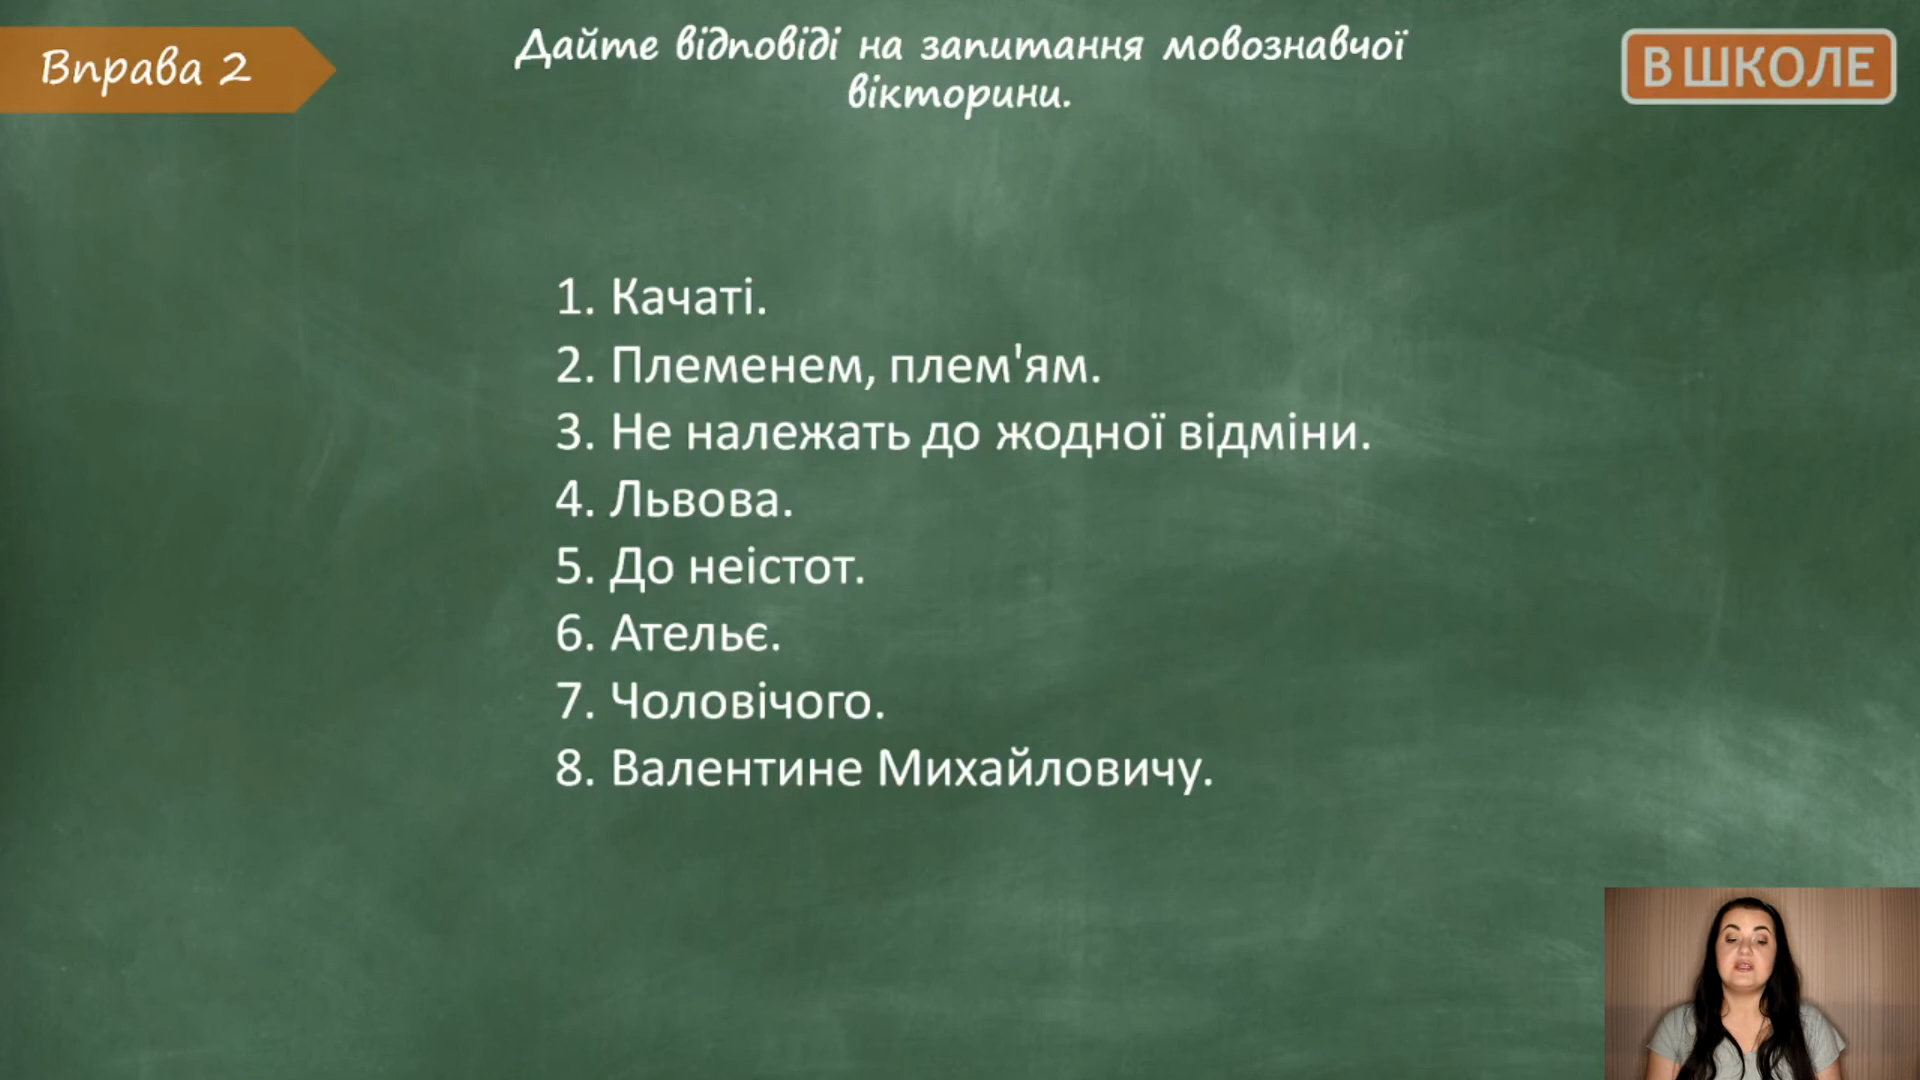 Вправа 2
Дайте відповіді на запитання мовознавчої
вікторини.
В ШКОЛЕ
1. Качаті.
2. Племенем, плем'ям.
3. Не належать до жодної відміни.
4. Львова.
5. До неістот.
6. Ательє.
7. Чоловічого.
8. Валентине Михайловичу.